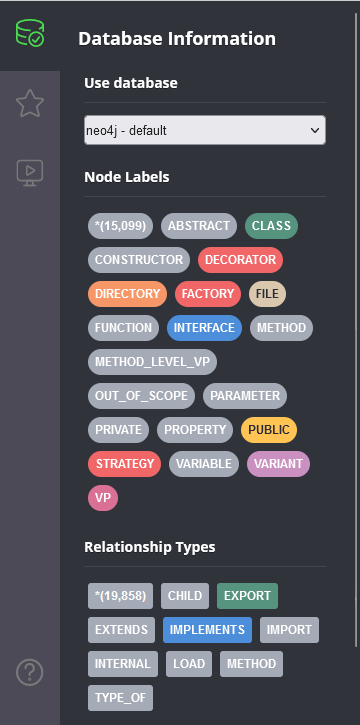 Database Information
Use database
neo4j - default
Node Labels
*(15,099) ABSTRACT CLASS
CONSTRUCTOR DECORATOR
DIRECTORY FACTORY FILE
FUNCTION INTERFACE METHOD
METHOD_LEVEL_VP
OUT_OF_SCOPE PARAMETER
PRIVATE PROPERTY PUBLIC
STRATEGY VARIABLE VARIANT
VP
Relationship Types
*(19,858) CHILD EXPORT
EXTENDS IMPLEMENTS IMPORT
INTERNAL LOAD METHOD
TYPE_OF